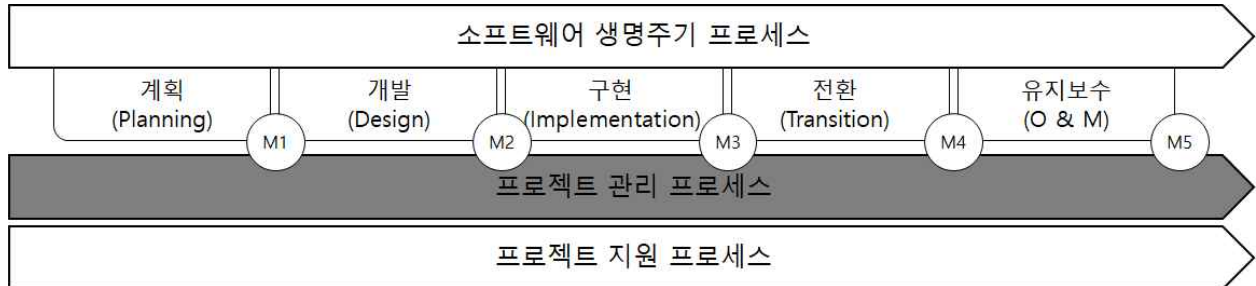 소프트웨어 생명주기 프로세스
계획
(Planning)
개발
(Design)
구현
(Implementation)
전환
(Transition)
유지보수
(O & M)
M1
M2
M3
M4
M5
프로젝트 관리 프로세스
프로젝트 지원 프로세스